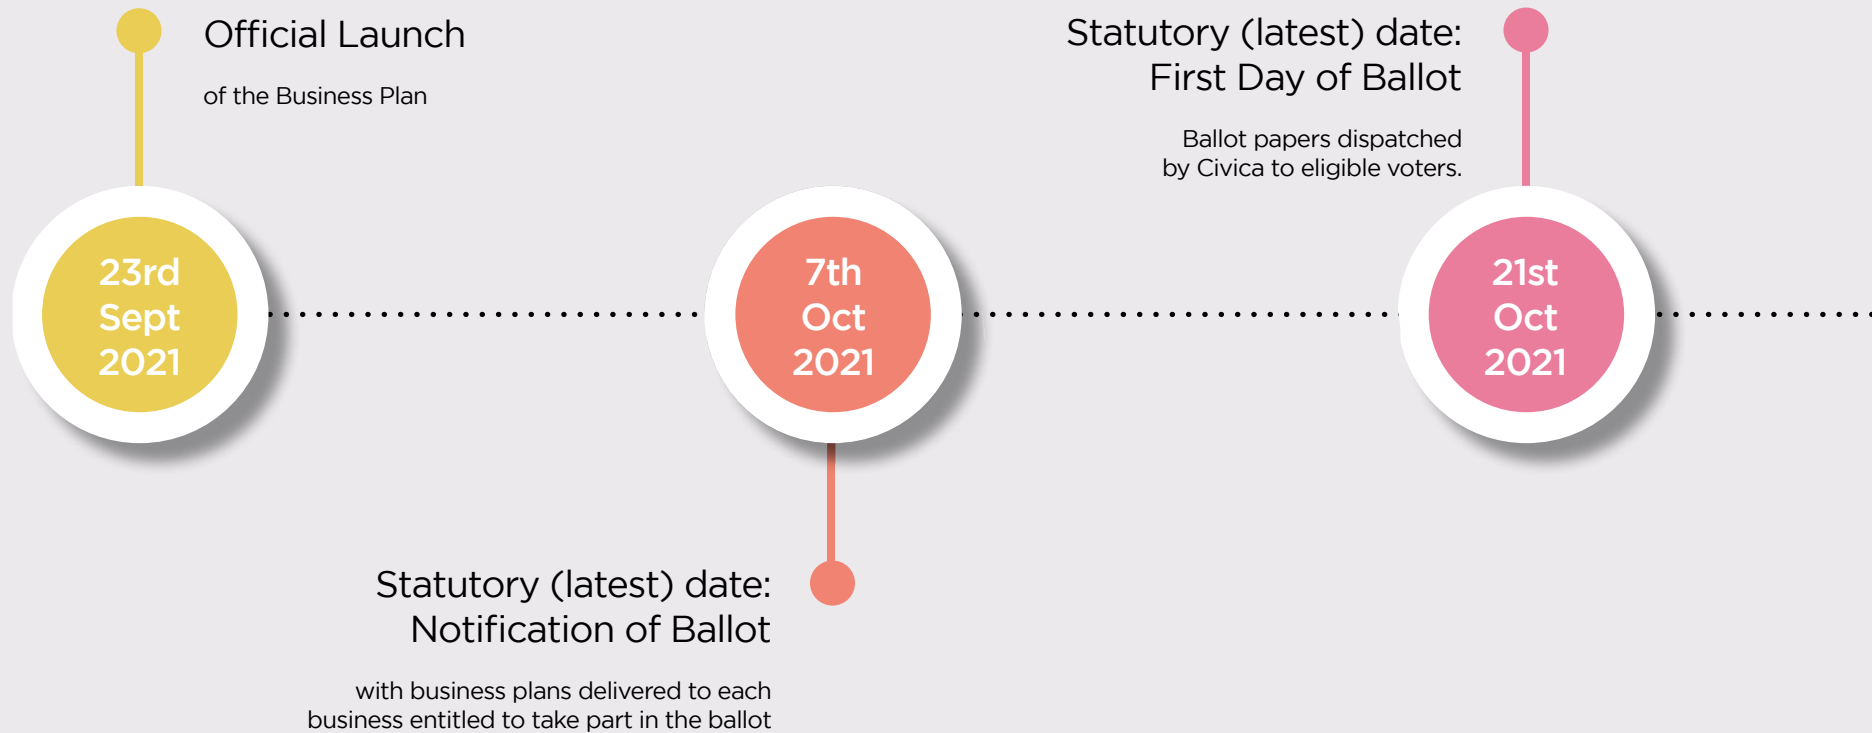 Official Launch
of the Business Plan
23rd
Sept
2021
7th
Oct
2021
Statutory (latest) date:
Notification of Ballot
with business plans delivered to each
business entitled to take part in the ballot
Statutory (latest) date:
First Day of Ballot
Ballot papers dispatched
by Civica to eligible voters.
21st
Oct
2021